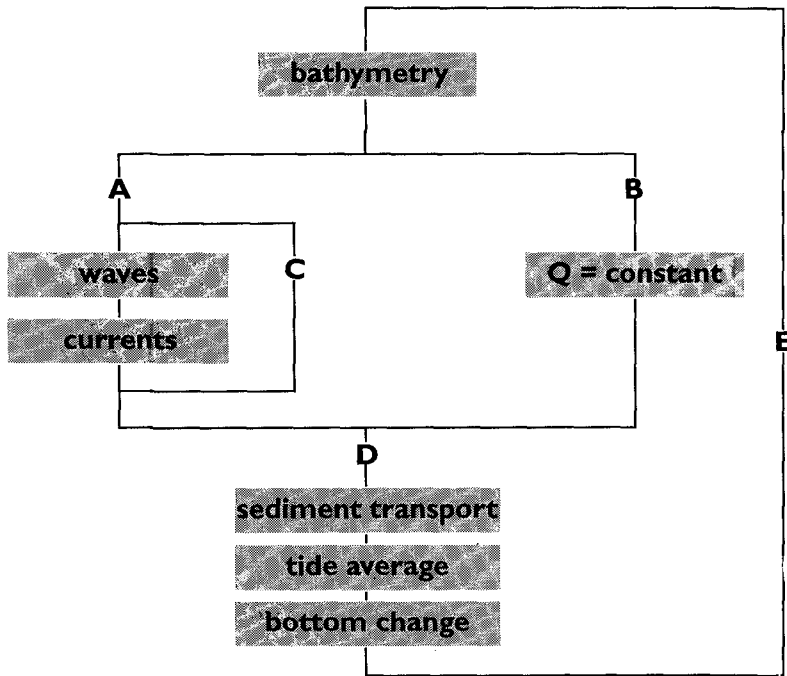 bathymetry
A
B
waves
C
Q = constant
currents
E
D
sediment transport
tide average
bottom change